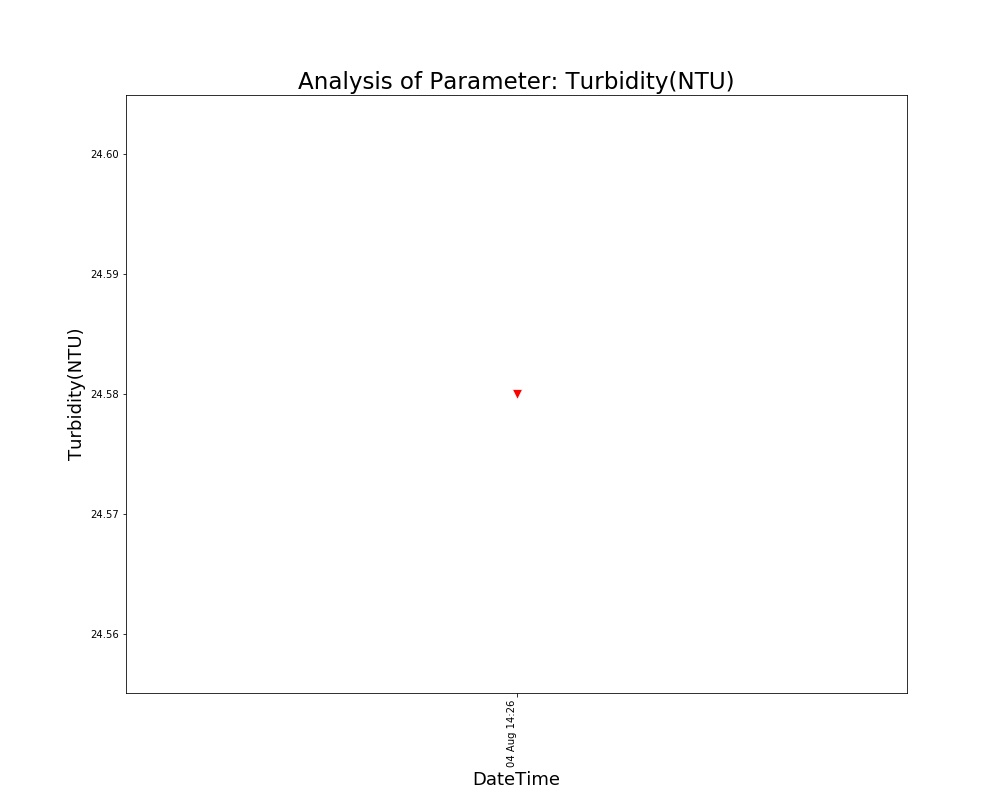 Analysis of Parameter: Turbidity(NTU)
24.60
24.59
24.58
24.57
24.56
Turbidity(NTU)
04 Aug 14:26
DateTime